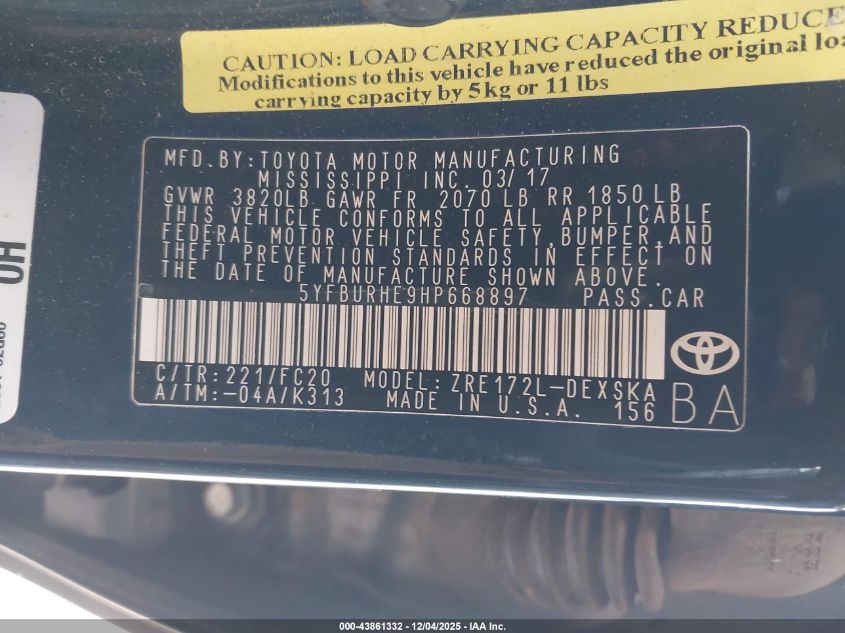 CAUTION: LOAD CARRYING CAPACITY REDUCE
Modifications to this vehicle have reduced the original loa
carrying capacity by 5kg or 11 lbs
HO
MFD.BY:TOYOTA MOTOR MANUFACTURING
MISSISSIPPI INC. 03/17
GVWR 3820LB GAWR FR 2070 LB RR 1850 LB
THIS VEHICLE CONFORMS TO ALL APPLICABLE
FEDERAL MOTOR VEHICLE SAFETY,BUMPER,AND
THEFT PREVENTION STANDARDS IN EFFECT ON
THE DATE OF MANUFACTURE SHOWN ABOVE.
5YFBURHE9HP668897 PASS.CAR
C/TR:221/FC20 MODEL: ZRE172L-DEXSKA
A/TM:-04A/K313 MADE IN U.S.A. 156
BA
000-43861332 - 12/04/2025 - IAA, Inc.